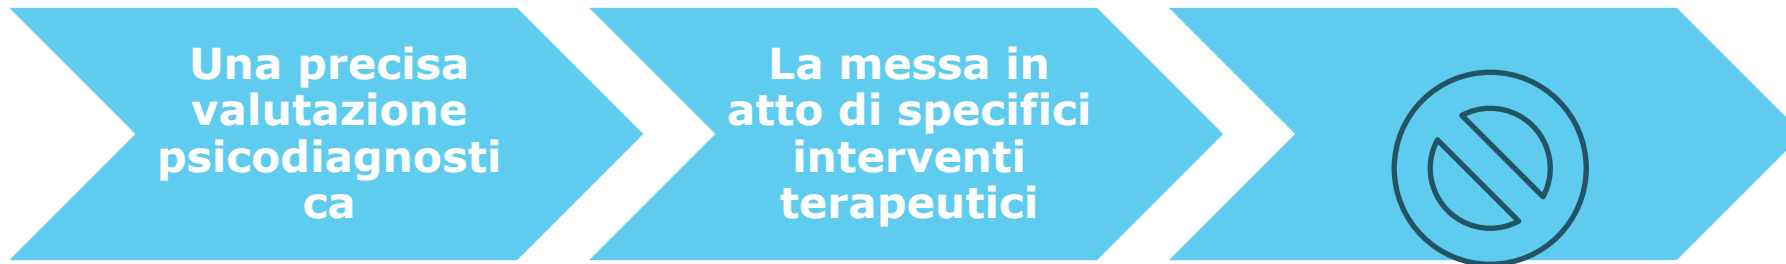 Una precisa
valutazione
psicodiagnosti
ca
La messa in
atto di specifici
interventi
terapeutici